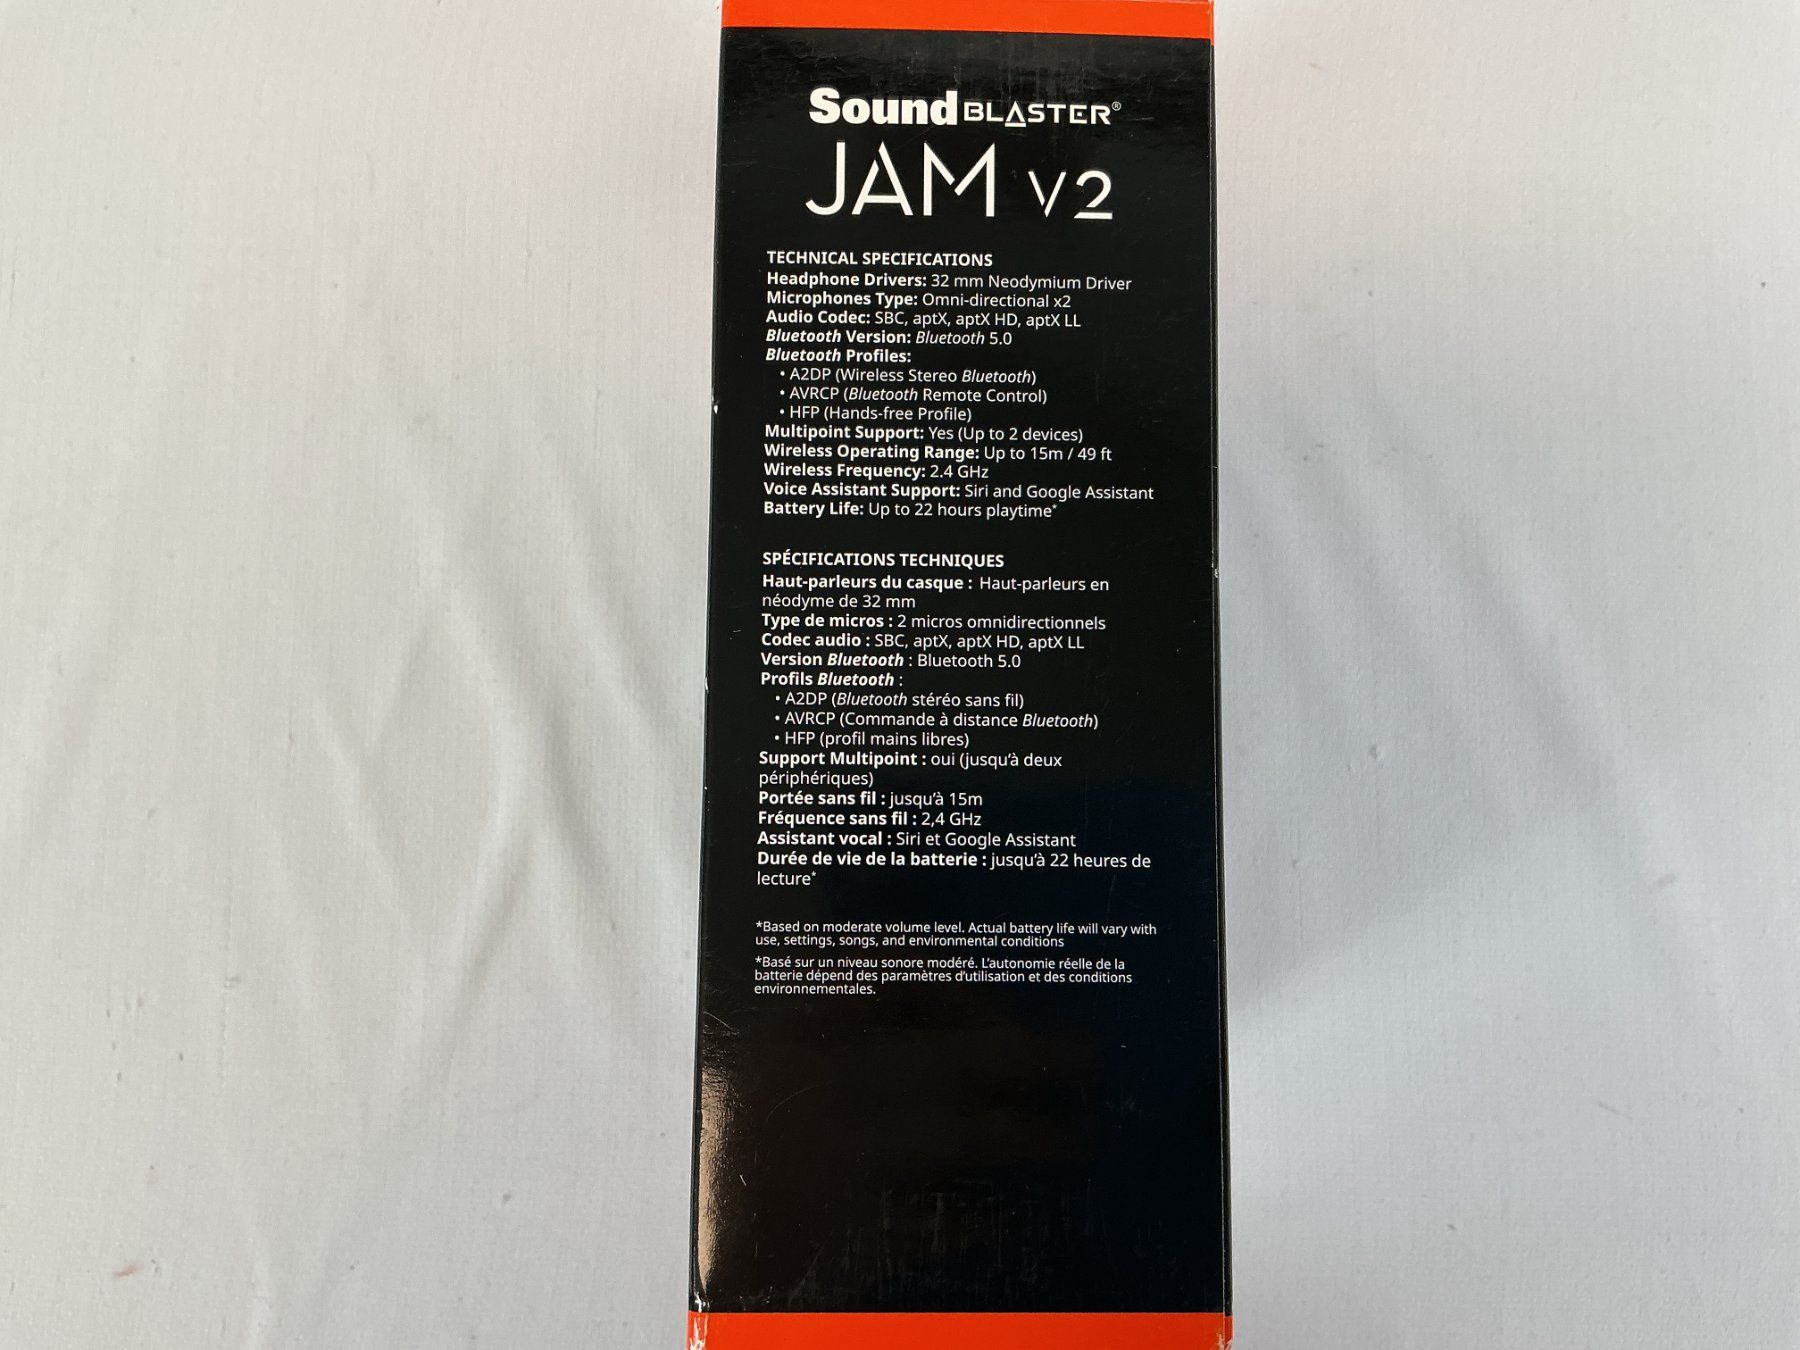 Sound BLASTER®
JAM V2
TECHNICAL SPECIFICATIONS
Headphone Drivers: 32 mm Neodymium Driver
Microphones Type: Omni-directional x2
Audio Codec: SBC, aptX, aptX HD, aptX LL
Bluetooth Version: Bluetooth 5.0
Bluetooth Profiles:
• A2DP (Wireless Stereo Bluetooth)
• AVRCP (Bluetooth Remote Control)
• HFP (Hands-free Profile)
Multipoint Support: Yes (Up to 2 devices)
Wireless Operating Range: Up to 15m / 49 ft
Wireless Frequency: 2.4 GHz
Voice Assistant Support: Siri and Google Assistant
Battery Life: Up to 22 hours playtime*
SPÉCIFICATIONS TECHNIQUES
Haut-parleurs du casque : Haut-parleurs en
néodyme de 32 mm
Type de micros : 2 micros omnidirectionnels
Codec audio : SBC, aptX, aptX HD, aptX LL
Version Bluetooth : Bluetooth 5.0
Profils Bluetooth :
• A2DP (Bluetooth stéréo sans fil)
• AVRCP (Commande à distance Bluetooth)
• HFP (profil mains libres)
Support Multipoint : oui (jusqu'à deux
périphériques)
Portée sans fil : jusqu'à 15m
Fréquence sans fil : 2,4 GHz
Assistant vocal : Siri et Google Assistant
Durée de vie de la batterie : jusqu'à 22 heures de
lecture*
*Based on moderate volume level. Actual battery life will vary with
use, settings, songs, and environmental conditions
*Basé sur un niveau sonore modéré. L'autonomie réelle de la
batterie dépend des paramètres d'utilisation et des conditions
environnementales.